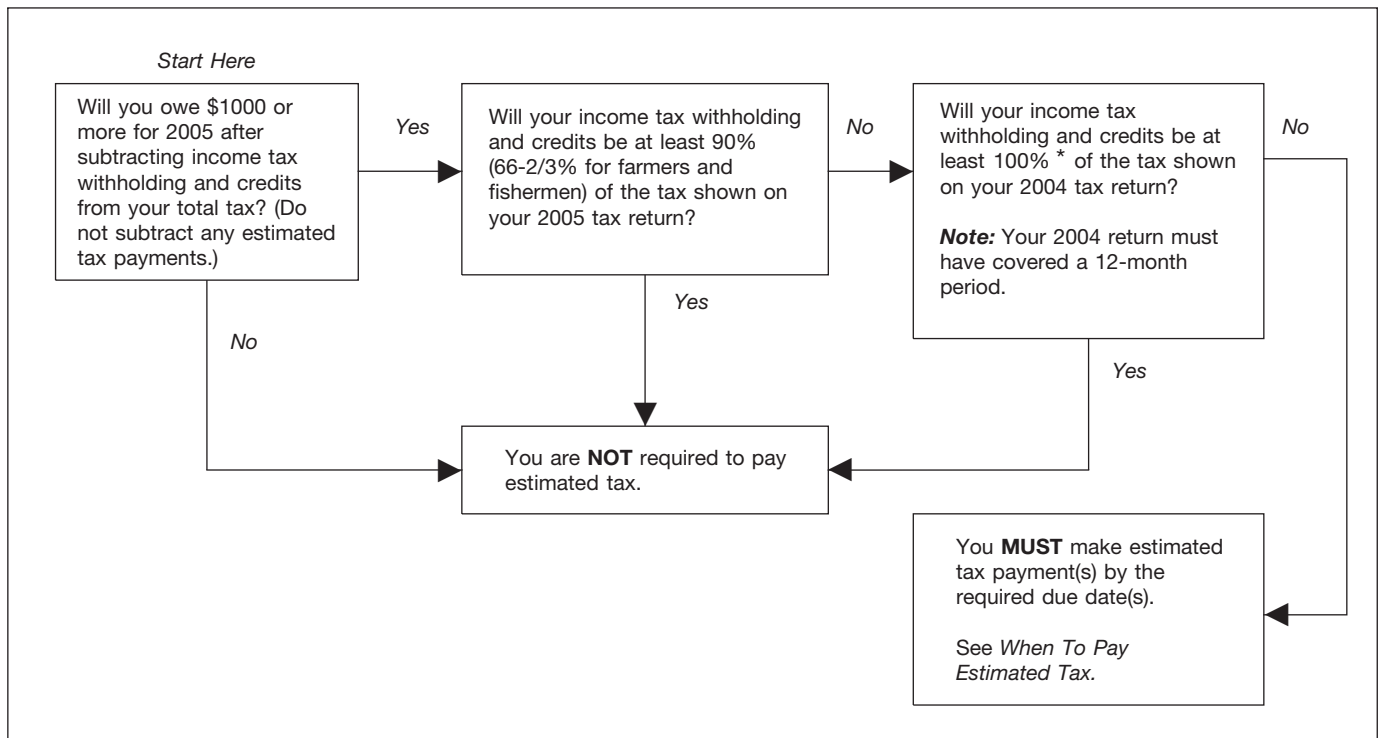 Start Here
Will you owe $1000 or
more for 2005 after
subtracting income tax
withholding and credits
from your total tax? (Do
not subtract any estimated
tax payments.)
Yes
Will your income tax withholding
and credits be at least 90%
(66-2/3% for farmers and
fishermen) of the tax shown on
your 2005 tax return?
No
Will your income tax
withholding and credits be at
least 100% * of the tax shown
on your 2004 tax return?
Note: Your 2004 return must
have covered a 12-month
period.
No
No
Yes
Yes
You are NOT required to pay
estimated tax.
You MUST make estimated
tax payment(s) by the
required due date(s).
See When To Pay
Estimated Tax.